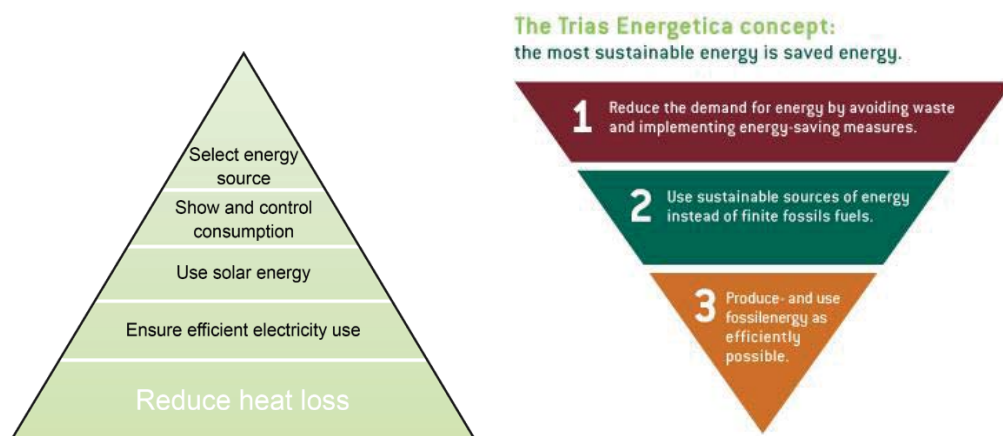 Select energy
source
Show and control
consumption
Use solar energy
Ensure efficient electricity use
Reduce heat loss
The Trias Energetica concept:
the most sustainable energy is saved energy.
1
Reduce the demand for energy by avoiding waste
and implementing energy-saving measures.
2
Use sustainable sources of energy
instead of finite fossils fuels.
3
Produce- and use
fossilenergy as
efficiently
possible.